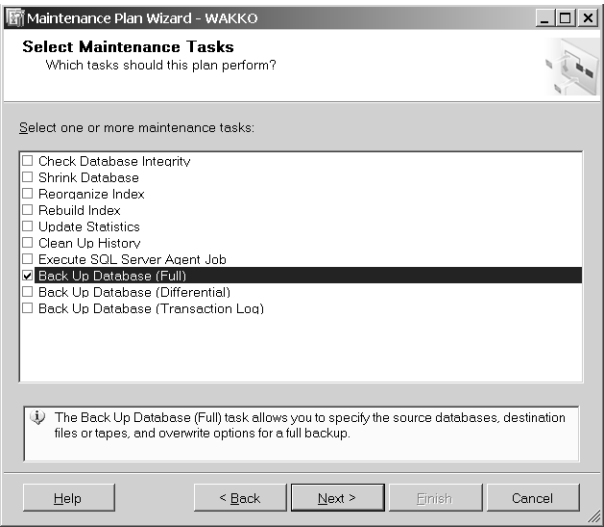 Maintenance Plan Wizard - WAKKO
Select Maintenance Tasks
Which tasks should this plan perform?
Select one or more maintenance tasks:
Check Database Integrity
Shrink Database
Reorganize Index
Rebuild Index
Update Statistics
Clean Up History
Execute SQL Server Agent Job
Back Up Database (Full)
Back Up Database (Differential)
Back Up Database (Transaction Log)
The Back Up Database (Full) task allows you to specify the source databases, destination
files or tapes, and overwrite options for a full backup.
Help < Back Next > Finish Cancel